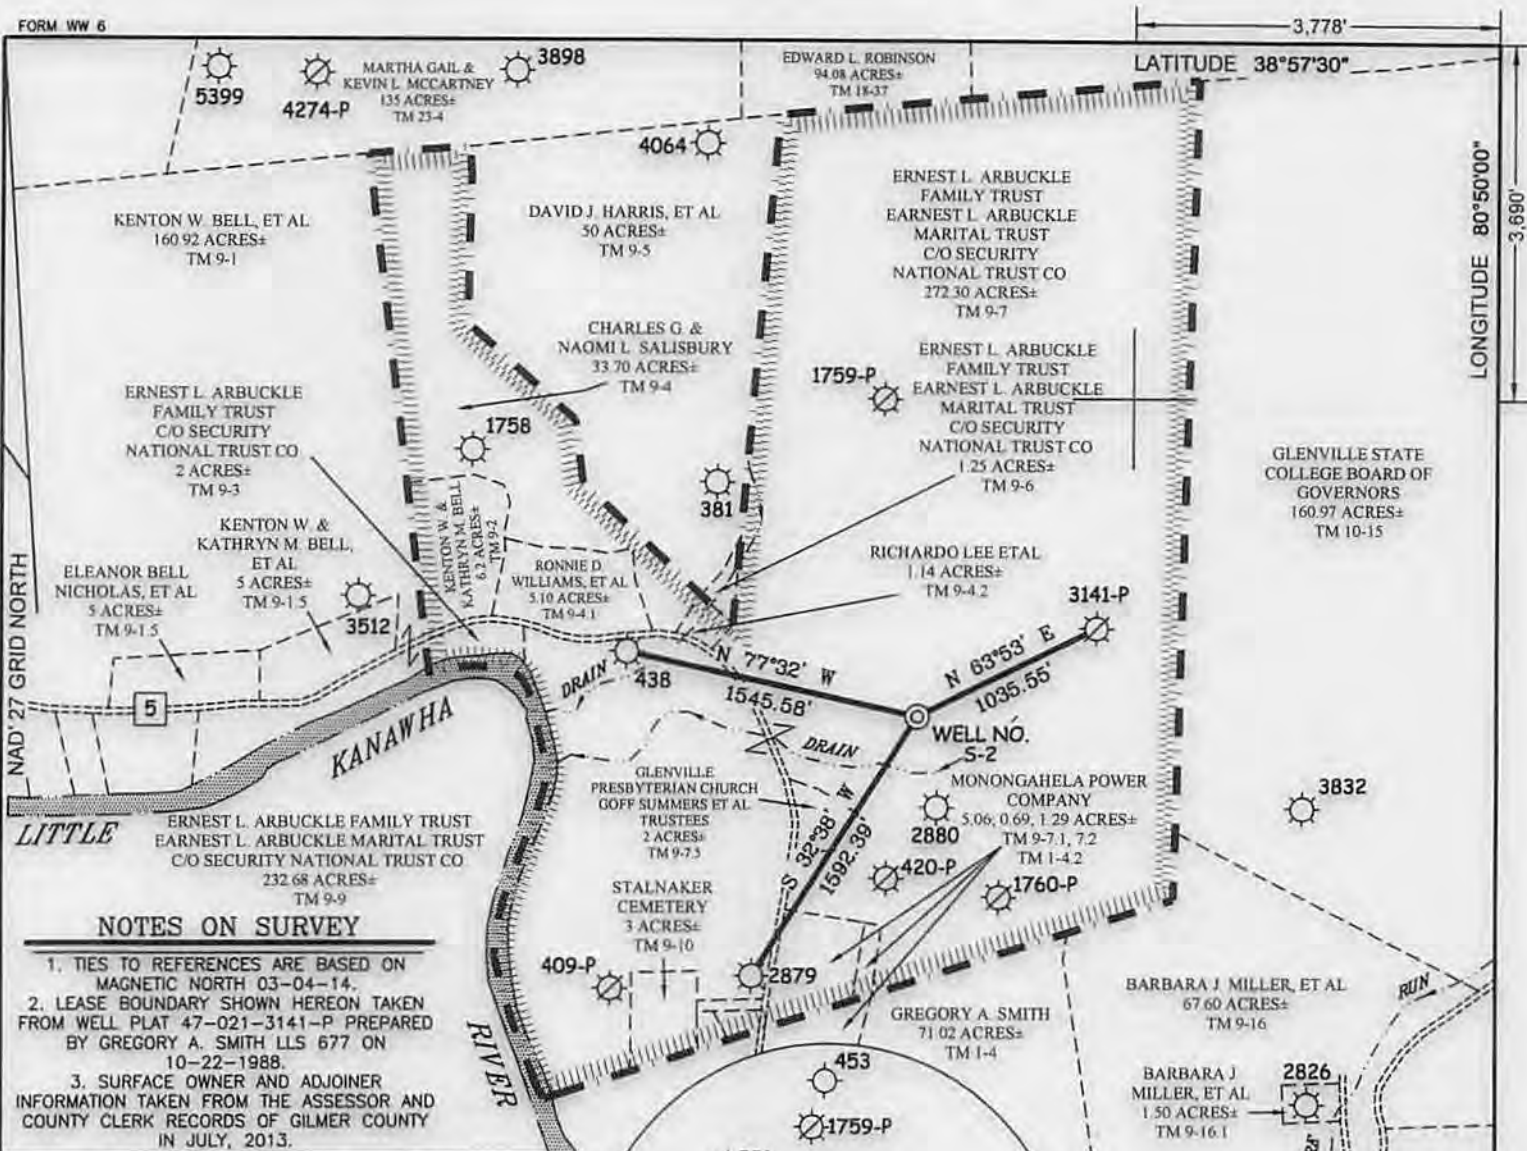 FORM WW 6
3,778'
LATITUDE 38°57'30"
LONGITUDE 80°50'00"
3,690'
5399
4274-P
MARTHA GAIL &
KEVIN L. MCCARTNEY
135 ACRES±
TM 23-4
3898
EDWARD L. ROBINSON
94.08 ACRES±
TM 18-37
4064
KENTON W. BELL, ET AL
160.92 ACRES±
TM 9-1
DAVID J. HARRIS, ET AL
50 ACRES±
TM 9-5
ERNEST L. ARBUCKLE
FAMILY TRUST
EARNEST L. ARBUCKLE
MARITAL TRUST
C/O SECURITY
NATIONAL TRUST CO
272.30 ACRES±
TM 9-7
CHARLES G. &
NAOMI L. SALISBURY
33.70 ACRES±
TM 9-4
1759-P
ERNEST L. ARBUCKLE
FAMILY TRUST
EARNEST L. ARBUCKLE
MARITAL TRUST
C/O SECURITY
NATIONAL TRUST CO
1.25 ACRES±
TM 9-6
ERNEST L. ARBUCKLE
FAMILY TRUST
C/O SECURITY
NATIONAL TRUST CO
2 ACRES±
TM 9-3
1758
381
GLENVILLE STATE
COLLEGE BOARD OF
GOVERNORS
160.97 ACRES±
TM 10-15
KENTON W. &
KATHRYN M. BELL
6.2 ACRES±
TM 9-2
KENTON W. &
KATHRYN M. BELL,
ET AL
5 ACRES±
TM 9-1.5
ELEANOR BELL
NICHOLAS, ET AL
5 ACRES±
TM 9-1.5
3512
RONNIE D.
WILLIAMS, ET AL
5.10 ACRES±
TM 9-4.1
RICHARDO LEE ETAL
1.14 ACRES±
TM 9-4.2
3141-P
NAD'27 GRID NORTH
5
438
DRAIN
N 77°32' W
1545.58'
N 63°53' E
1035.55'
WELL NO.
S-2
DRAIN
LITTLE
KANAWHA
RIVER
GLENVILLE
PRESBYTERIAN CHURCH
GOFF SUMMERS ET AL
TRUSTEES
2 ACRES±
TM 9-7.5
S 32°38' W
1592.39'
MONONGAHELA POWER
COMPANY
5.06, 0.69, 1.29 ACRES±
TM 9-7.1, 7.2
TM 1-4.2
2880
3832
420-P
1760-P
ERNEST L. ARBUCKLE FAMILY TRUST
EARNEST L. ARBUCKLE MARITAL TRUST
C/O SECURITY NATIONAL TRUST CO
232.68 ACRES±
TM 9-9
STALNAKER
CEMETERY
3 ACRES±
TM 9-10
409-P
2879
GREGORY A. SMITH
71.02 ACRES±
TM 1-4
BARBARA J. MILLER, ET AL
67.60 ACRES±
TM 9-16
RUN
453
1759-P
BARBARA J.
MILLER, ET AL
1.50 ACRES±
TM 9-16.1
2826
NOTES ON SURVEY
1. TIES TO REFERENCES ARE BASED ON
MAGNETIC NORTH 03-04-14.
2. LEASE BOUNDARY SHOWN HEREON TAKEN
FROM WELL PLAT 47-021-3141-P PREPARED
BY GREGORY A. SMITH LLS 677 ON
10-22-1988.
3. SURFACE OWNER AND ADJOINER
INFORMATION TAKEN FROM THE ASSESSOR AND
COUNTY CLERK RECORDS OF GILMER COUNTY
IN JULY, 2013.